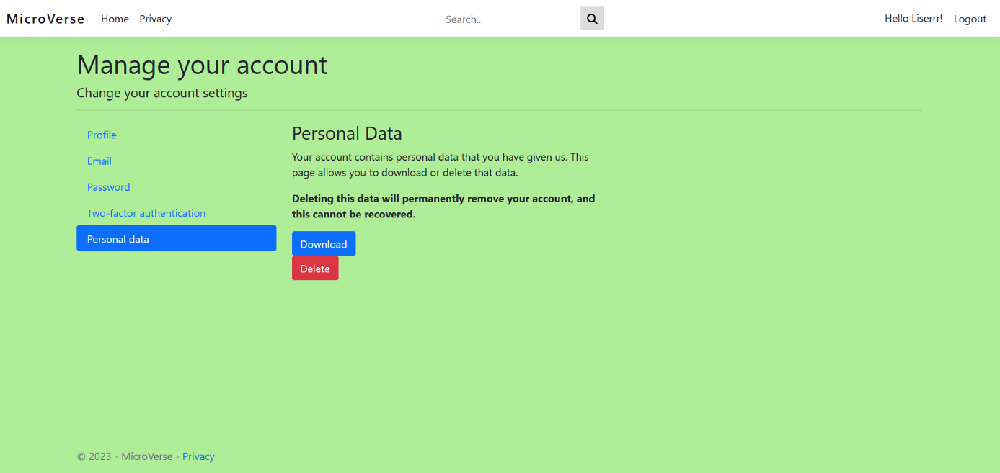 MicroVerse Home Privacy Search.. Hello Liserrr! Logout
Manage your account
Change your account settings
Profile
Email
Password
Two-factor authentication
Personal data
Personal Data
Your account contains personal data that you have given us. This
page allows you to download or delete that data.
Deleting this data will permanently remove your account, and
this cannot be recovered.
Download
Delete
© 2023 - MicroVerse - Privacy